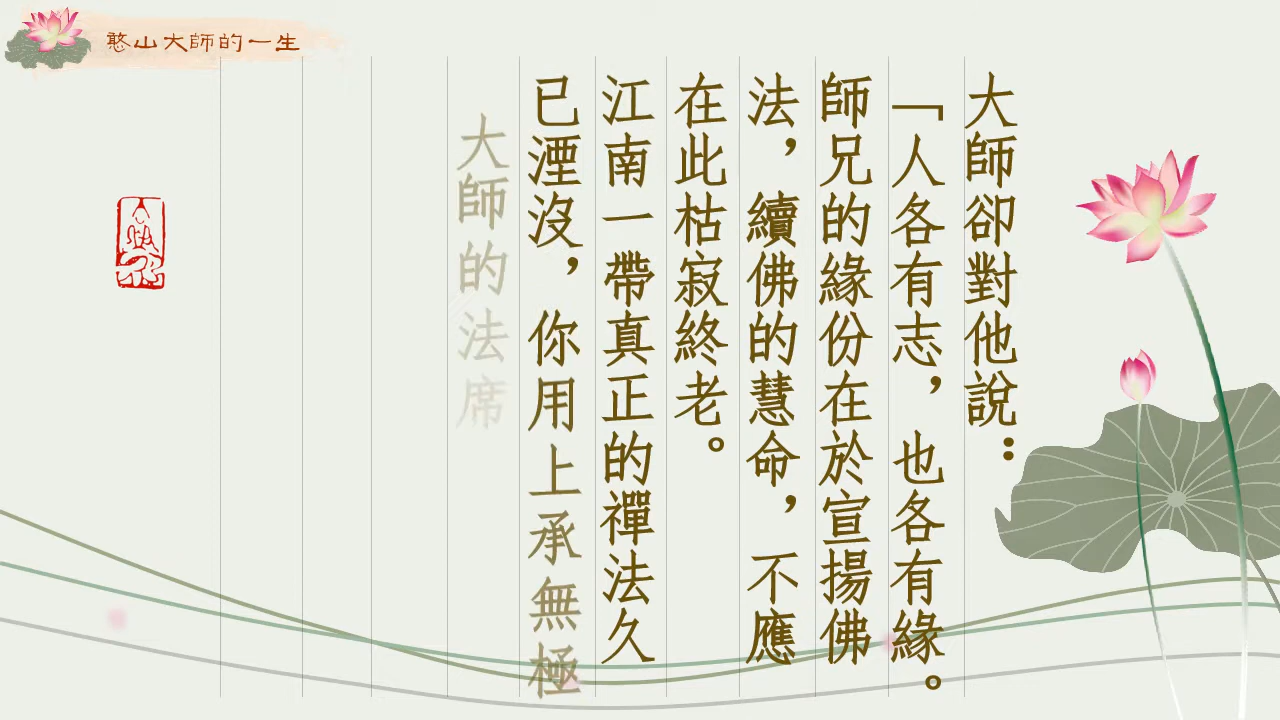 憨山大師的一生
大師卻對他說：
「人各有志，也各有緣。
師兄的緣份在於宣揚佛
法，續佛的慧命，不應
在此枯寂終老。
江南一帶真正的禪法久
已湮沒，你用上承無極
大師的法席